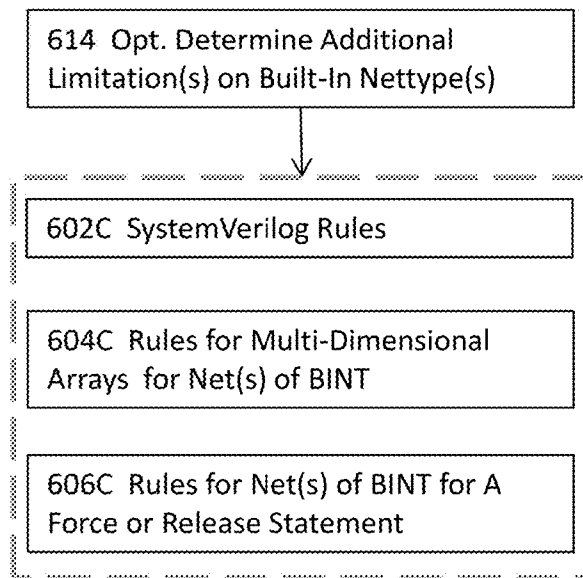 614 Opt. Determine Additional
Limitation(s) on Built-In Nettype(s)
602C SystemVerilog Rules
604C Rules for Multi-Dimensional
Arrays for Net(s) of BINT
606C Rules for Net(s) of BINT for A
Force or Release Statement